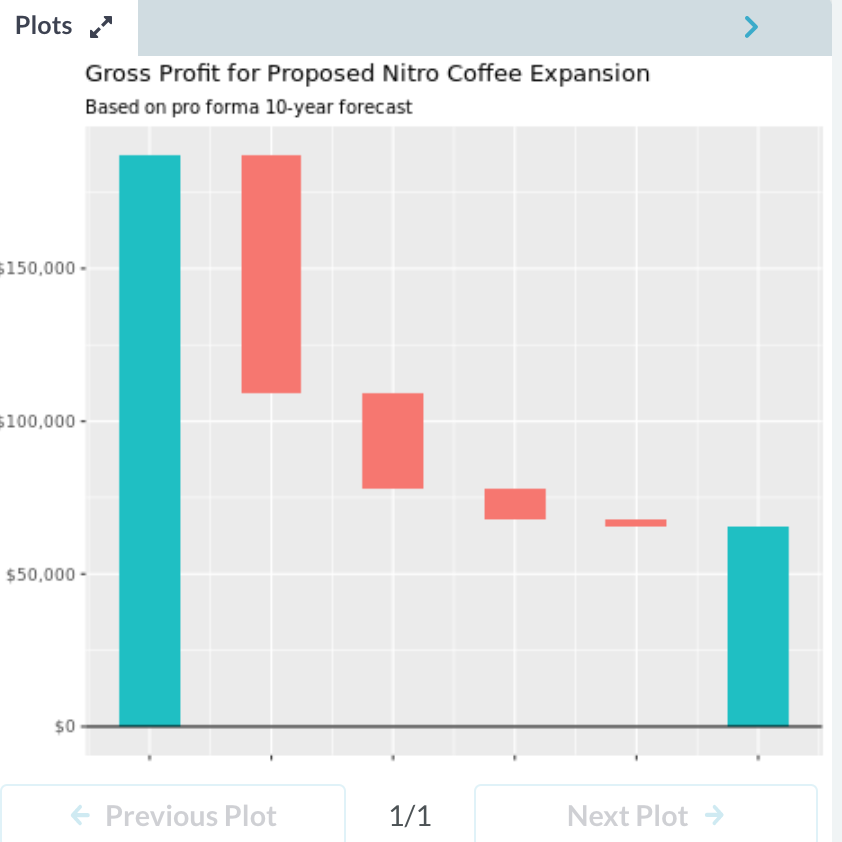 Plots
Gross Profit for Proposed Nitro Coffee Expansion
Based on pro forma 10-year forecast
$150,000
$100,000
$50,000
$0
← Previous Plot 1/1 Next Plot →